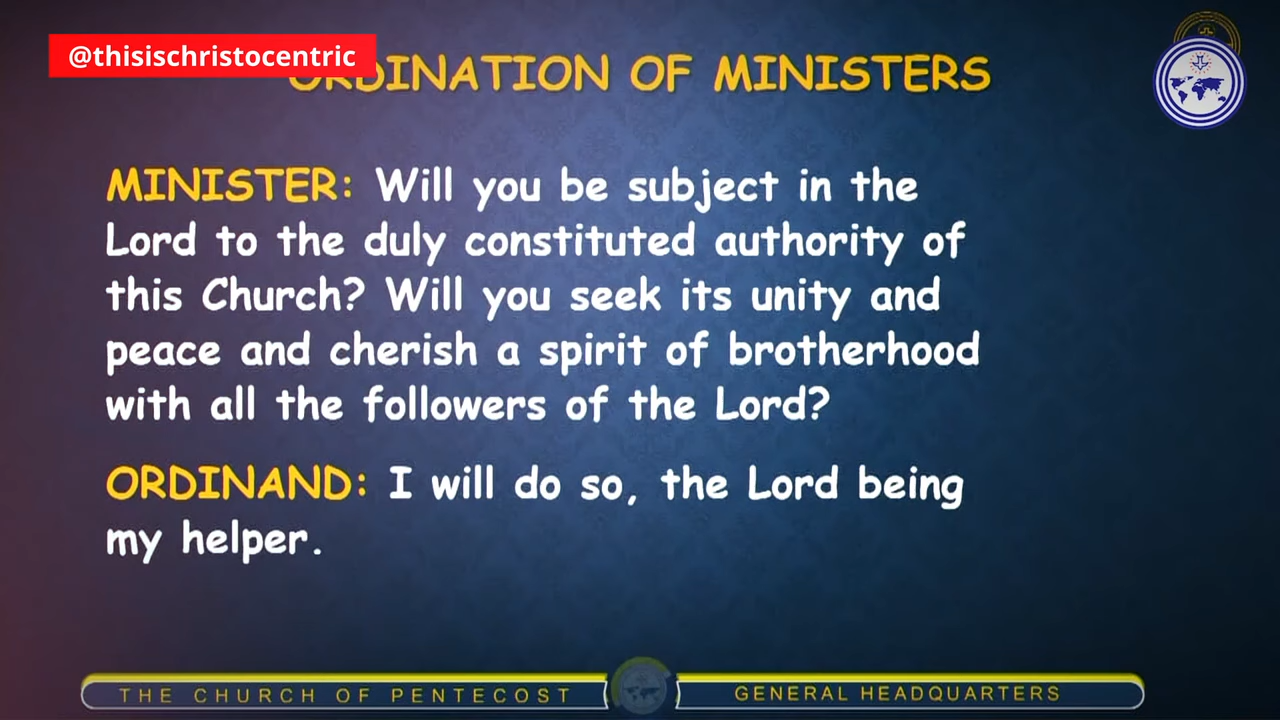 @thisischristocentric
ORDINATION OF MINISTERS
MINISTER: Will you be subject in the
Lord to the duly constituted authority of
this Church? Will you seek its unity and
peace and cherish a spirit of brotherhood
with all the followers of the Lord?
ORDINAND: I will do so, the Lord being
my helper.
THE CHURCH OF PENTECOST
GENERAL HEADQUARTERS